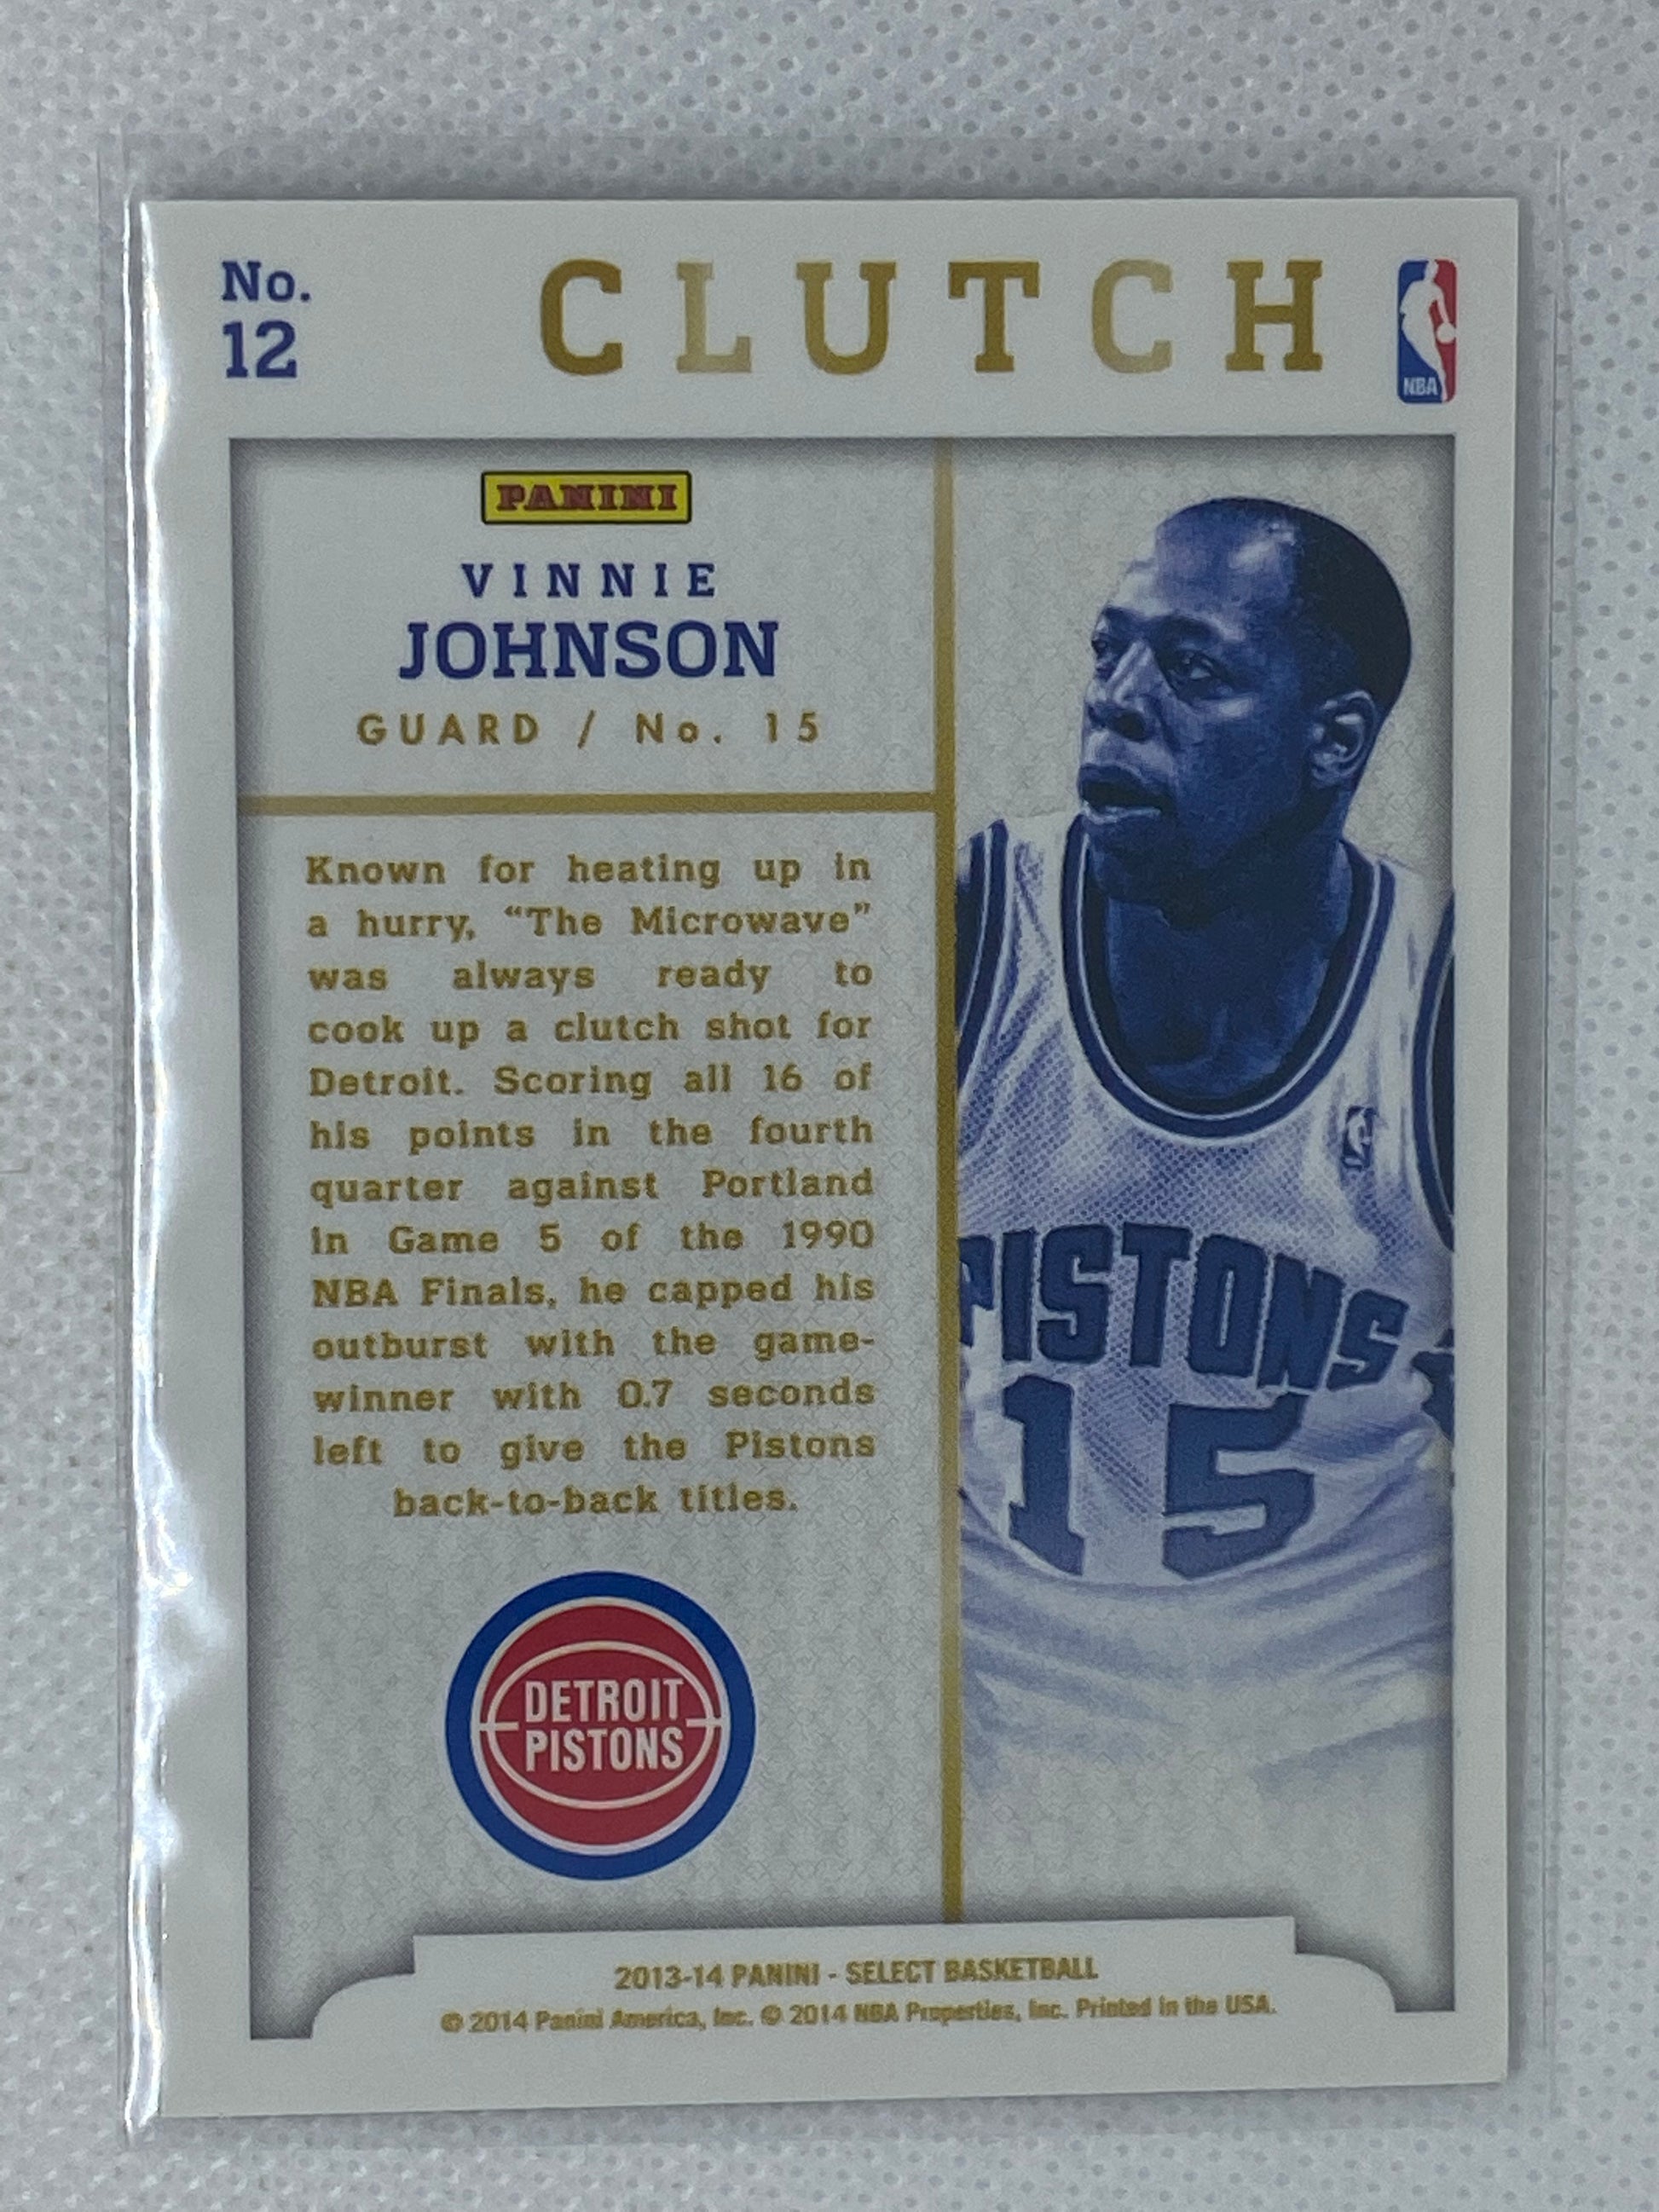 No.
12
CLUTCH
NBA
PANINI
VINNIE
JOHNSON
GUARD / No. 15
Known for heating up in
a hurry, “The Microwave”
was always ready to
cook up a clutch shot for
Detroit. Scoring all 16 of
his points in the fourth
quarter against Portland
in Game 5 of the 1990
NBA Finals, he capped his
outburst with the game-
winner with 0.7 seconds
left to give the Pistons
back-to-back titles.
PISTONS
15
DETROIT
PISTONS
2013-14 PANINI - SELECT BASKETBALL
© 2014 Panini America, Inc. © 2014 NBA Properties, Inc. Printed in the USA.